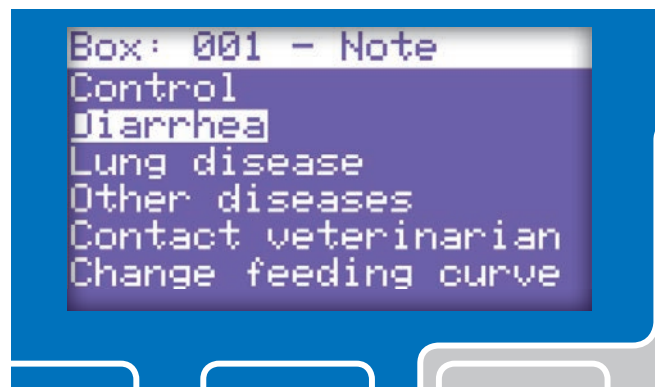 Box: 001 - Note
Control
Diarrhea
Lung disease
Other diseases
Contact veterinarian
Change feeding curve